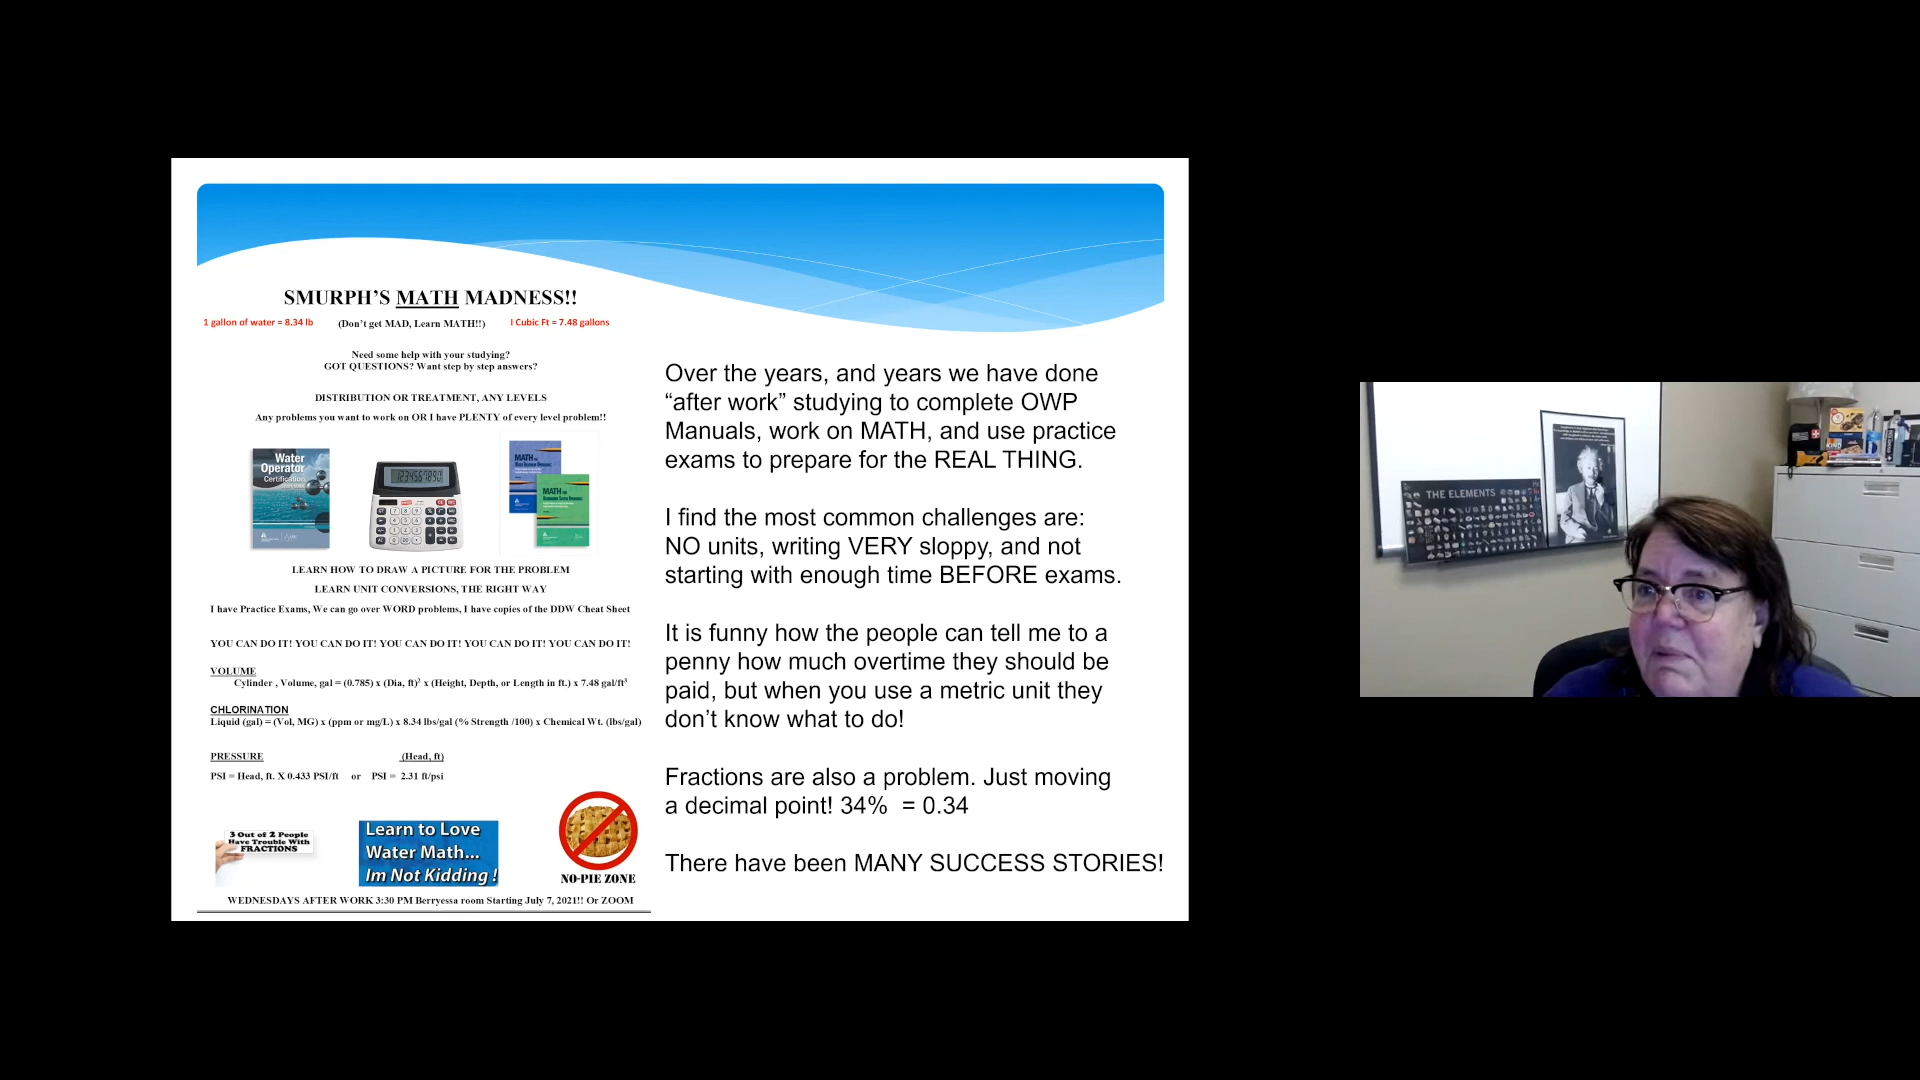 SMURPH'S MATH MADNESS!!
1 gallon of water = 8.34 lb
(Don't get MAD, Learn MATH!!)
I Cubic Ft = 7.48 gallons
Need some help with your studying?
GOT QUESTIONS? Want step by step answers?
DISTRIBUTION OR TREATMENT, ANY LEVELS
Any problems you want to work on OR I have PLENTY of every level problem!!
Water
Operator
Certification
1234567890
MATH
MATH
LEARN HOW TO DRAW A PICTURE FOR THE PROBLEM
LEARN UNIT CONVERSIONS, THE RIGHT WAY
I have Practice Exams, We can go over WORD problems, I have copies of the DDW Cheat Sheet
YOU CAN DO IT! YOU CAN DO IT! YOU CAN DO IT! YOU CAN DO IT! YOU CAN DO IT!
VOLUME
Cylinder , Volume, gal = (0.785) x (Dia, ft)² x (Height, Depth, or Length in ft.) x 7.48 gal/ft³
CHLORINATION
Liquid (gal) = (Vol, MG) x (ppm or mg/L) x 8.34 lbs/gal (% Strength /100) x Chemical Wt. (lbs/gal)
PRESSURE (Head, ft)
PSI = Head, ft. X 0.433 PSI/ft or PSI = 2.31 ft/psi
3 Out of 2 People
Have Trouble With
FRACTIONS
Learn to Love
Water Math...
Im Not Kidding !
NO-PIE ZONE
WEDNESDAYS AFTER WORK 3:30 PM Berryessa room Starting July 7, 2021!! Or ZOOM
Over the years, and years we have done
“after work” studying to complete OWP
Manuals, work on MATH, and use practice
exams to prepare for the REAL THING.
I find the most common challenges are:
NO units, writing VERY sloppy, and not
starting with enough time BEFORE exams.
It is funny how the people can tell me to a
penny how much overtime they should be
paid, but when you use a metric unit they
don’t know what to do!
Fractions are also a problem. Just moving
a decimal point! 34% = 0.34
There have been MANY SUCCESS STORIES!
THE ELEMENTS
KIND